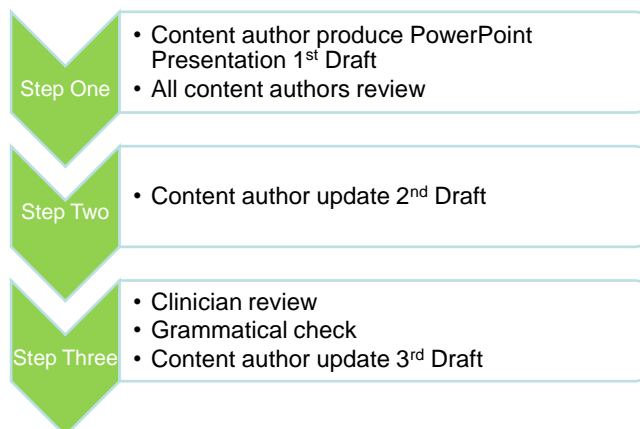 Step One
• Content author produce PowerPoint
Presentation 1st Draft
• All content authors review
Step Two
• Content author update 2nd Draft
Step Three
• Clinician review
• Grammatical check
• Content author update 3rd Draft